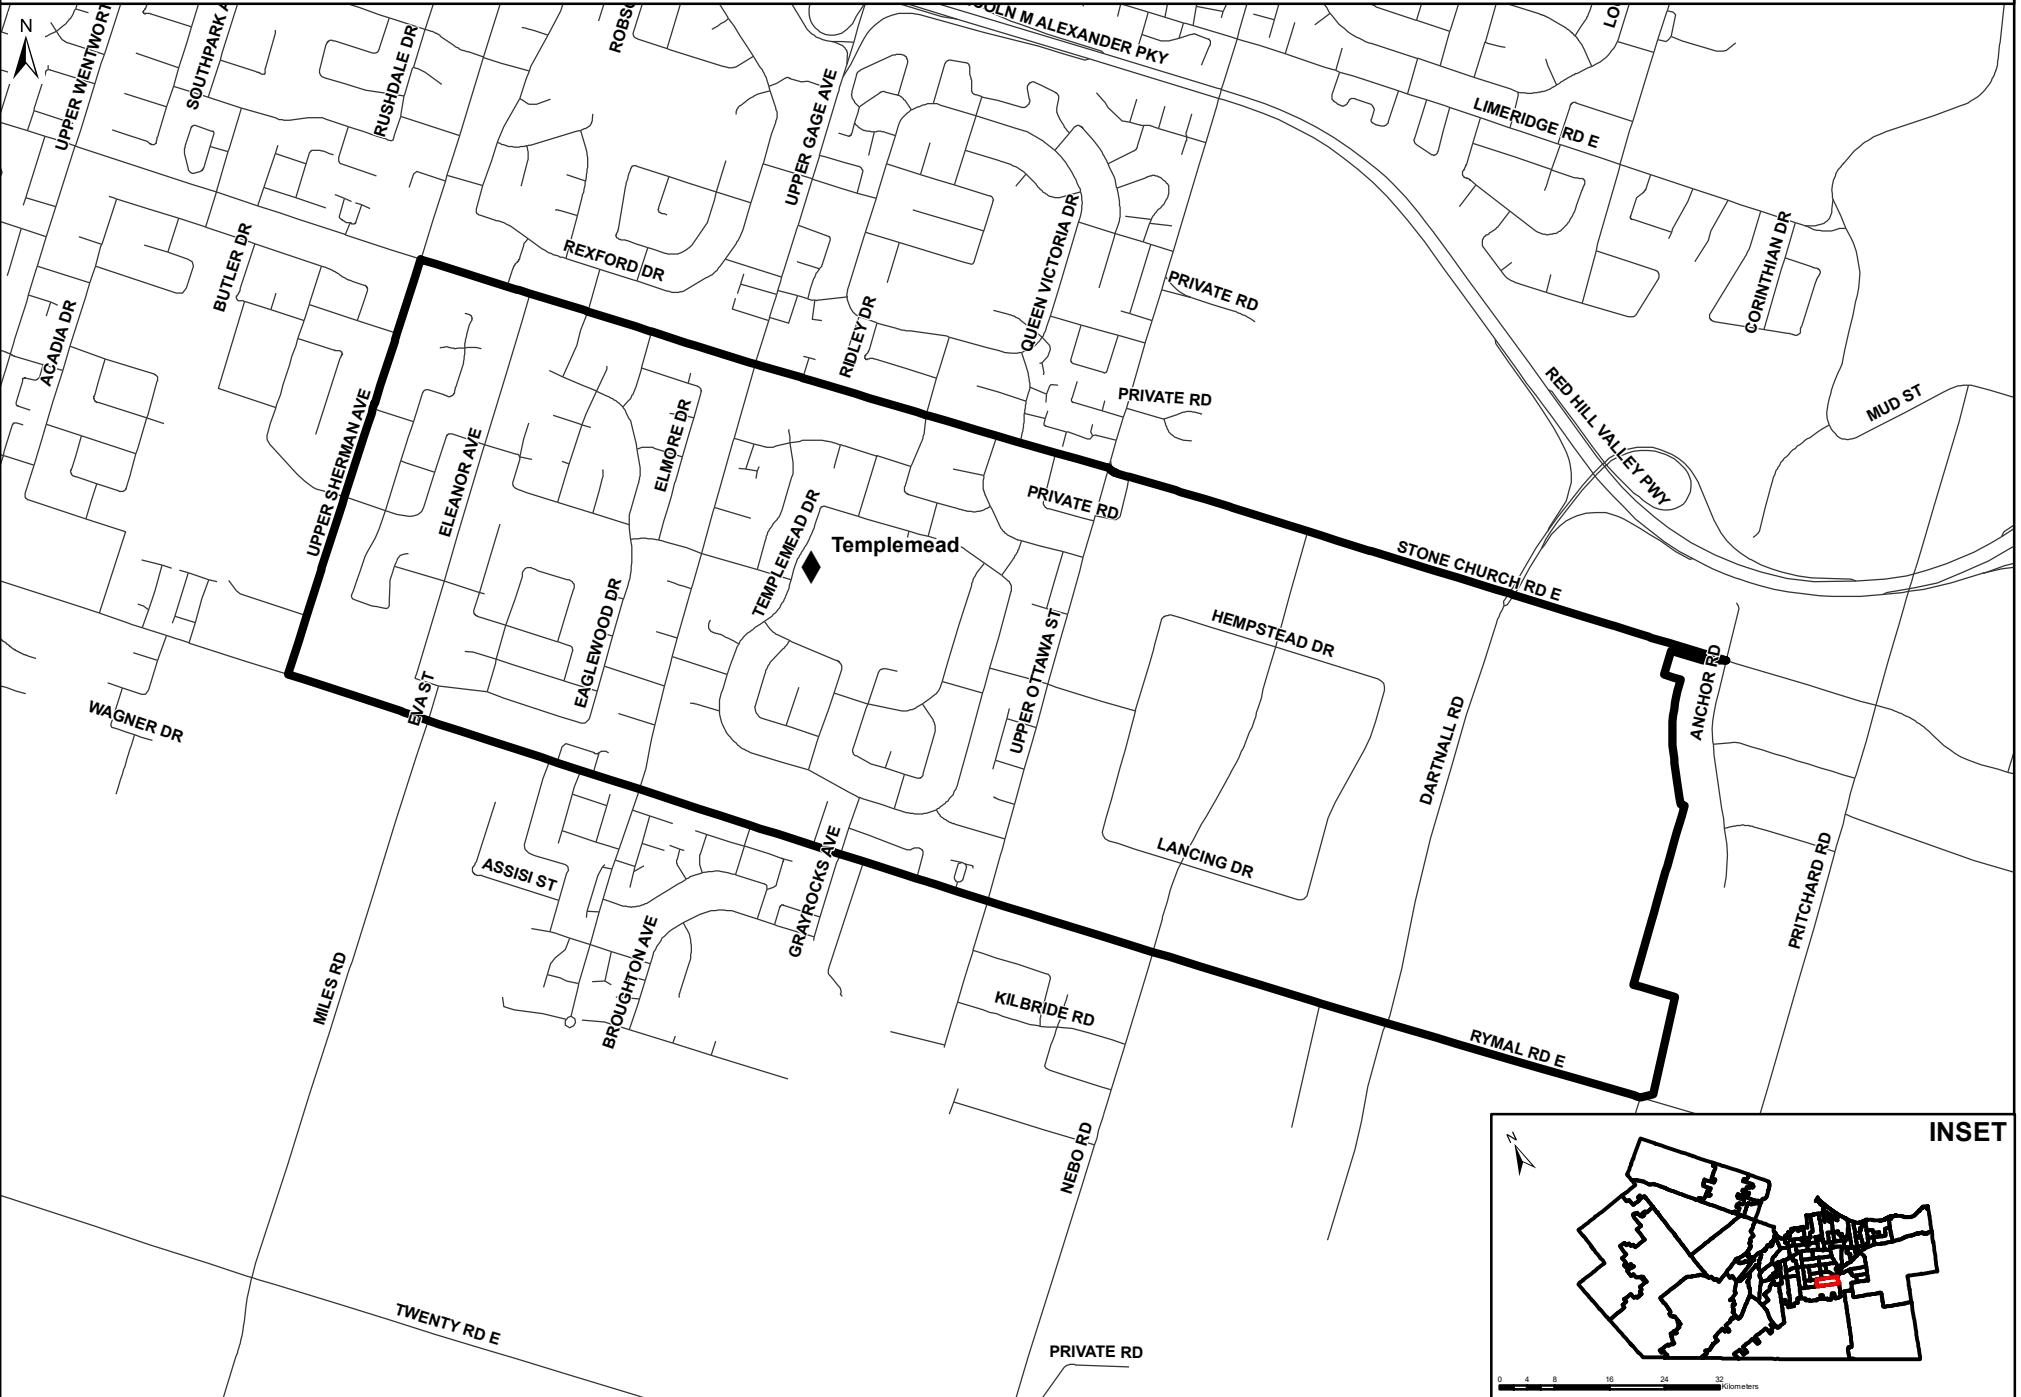 N
UPPER WENTWORT
SOUTHPARK A
RUSHDALE DR
ROBSO
UPPER GAGE AVE
COLN M ALEXANDER PKY
LIMERIDGE RD E
REXFORD DR
BUTLER DR
ACADIA DR
RIDLEY DR
QUEEN VICTORIA DR
PRIVATE RD
CORINTHIAN DR
PRIVATE RD
RED HILL VALLEY PWY
MUD ST
UPPER SHERMAN AVE
ELEANOR AVE
ELMORE DR
PRIVATE RD
TEMPLEMEAD DR
Templemead
STONE CHURCH RD E
EAGLEWOOD DR
HEMPSTEAD DR
UPPER OTTAWA ST
ANCHOR RD
DARTNALL RD
EVA ST
WAGNER DR
LANCING DR
PRITCHARD RD
ASSISI ST
GRAYROCKS AVE
BROUGHTON AVE
MILES RD
KILBRIDE RD
RYMAL RD E
NEBO RD
TWENTY RD E
PRIVATE RD
INSET
N
0 4 8 16 24 32
Kilometers